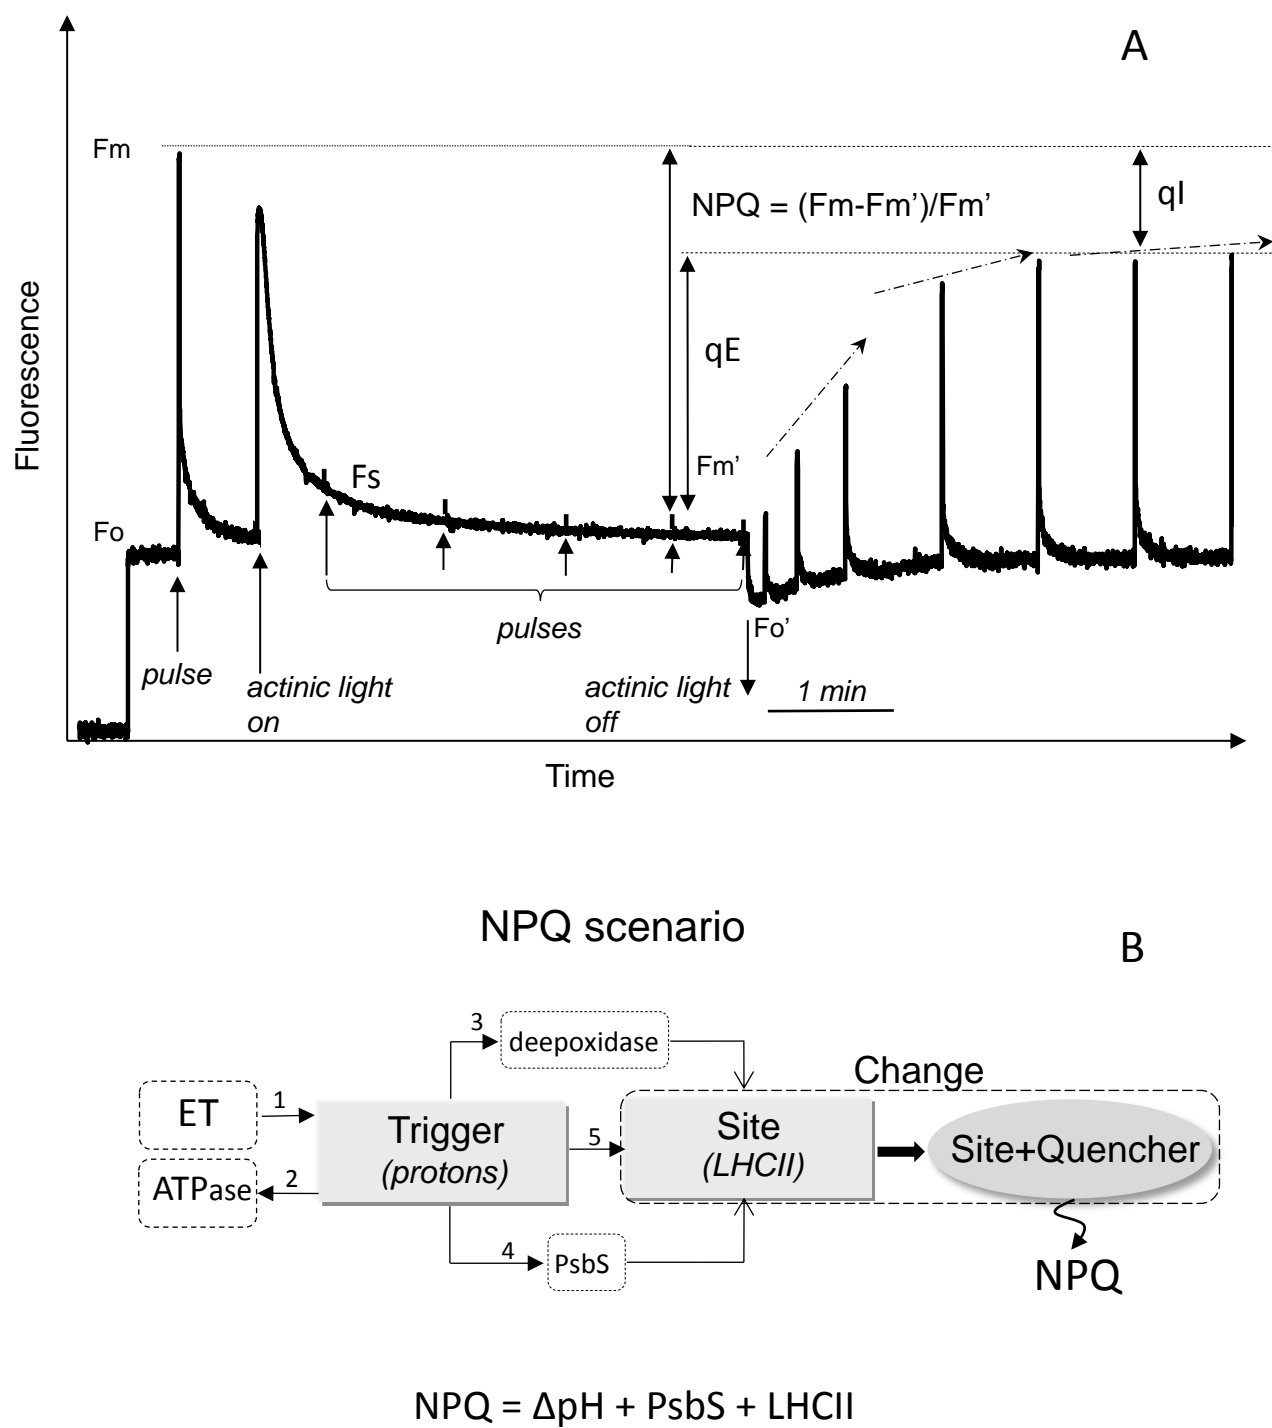 A
Fm
NPQ = (Fm-Fm’)/Fm’
qI
qE
Fluorescence
Fs
Fm’
Fo
pulses
Fo’
pulse
actinic light
on
actinic light
off
1 min
Time
NPQ scenario
B
3
deepoxidase
Change
ET
1
Trigger
(protons)
5
Site
(LHCII)
Site+Quencher
ATPase
2
4
PsbS
NPQ
NPQ = ΔpH + PsbS + LHCII